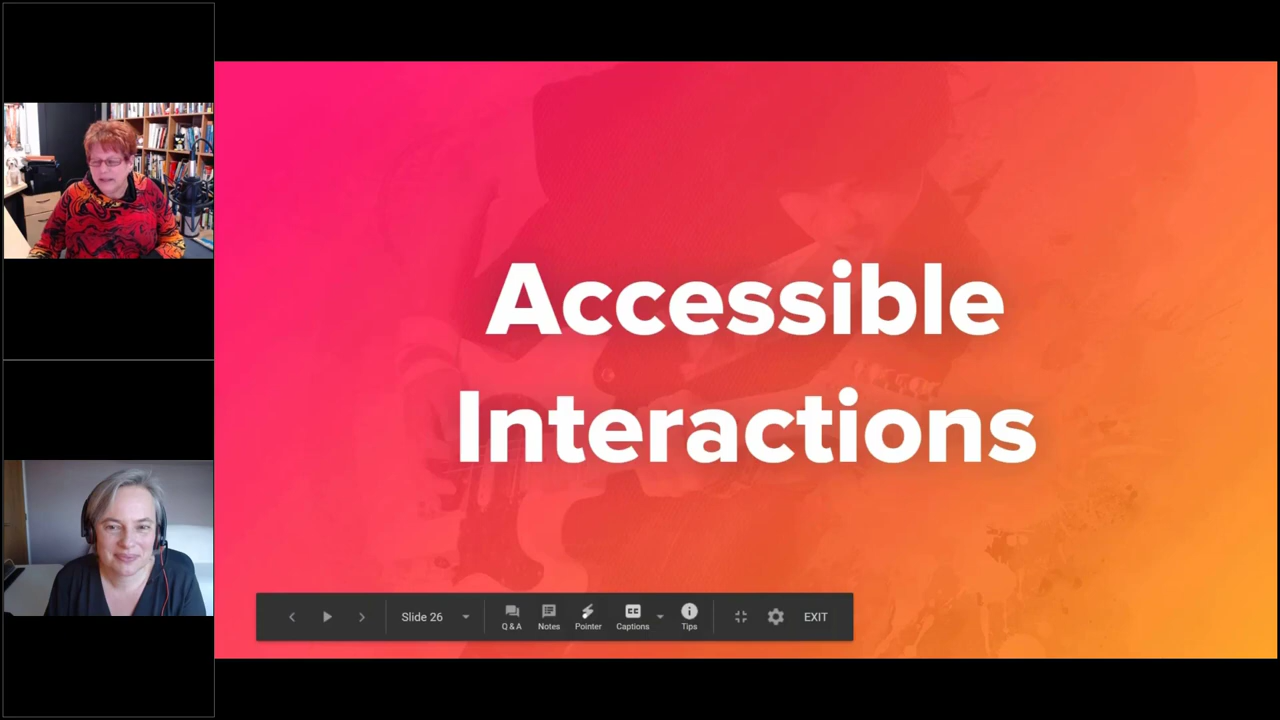 Accessible
Interactions
Slide 26
Q & A
Notes
Pointer
Captions
Tips
EXIT